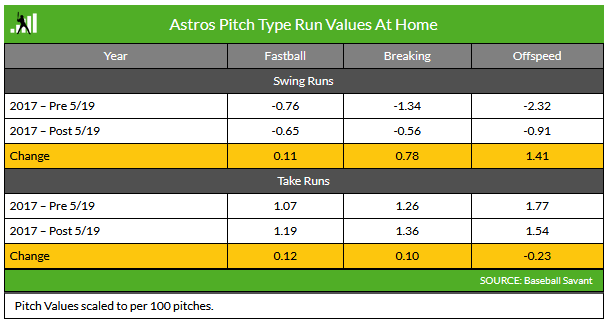 Astros Pitch Type Run Values At Home
Year Fastball Breaking Offspeed
Swing Runs
2017 – Pre 5/19 -0.76 -1.34 -2.32
2017 – Post 5/19 -0.65 -0.56 -0.91
Change 0.11 0.78 1.41
Take Runs
2017 – Pre 5/19 1.07 1.26 1.77
2017 – Post 5/19 1.19 1.36 1.54
Change 0.12 0.10 -0.23
SOURCE: Baseball Savant
Pitch Values scaled to per 100 pitches.